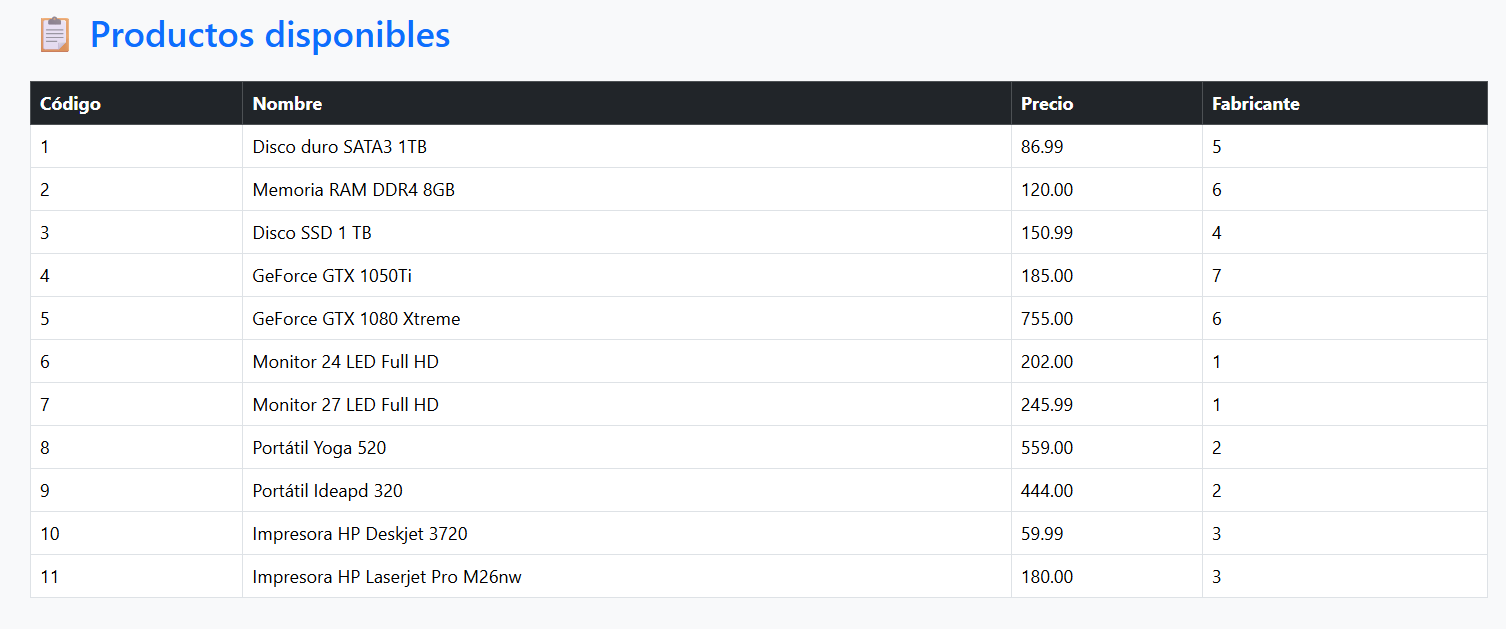 Productos disponibles
Código Nombre Precio Fabricante
1 Disco duro SATA3 1TB 86.99 5
2 Memoria RAM DDR4 8GB 120.00 6
3 Disco SSD 1 TB 150.99 4
4 GeForce GTX 1050Ti 185.00 7
5 GeForce GTX 1080 Xtreme 755.00 6
6 Monitor 24 LED Full HD 202.00 1
7 Monitor 27 LED Full HD 245.99 1
8 Portátil Yoga 520 559.00 2
9 Portátil Ideapd 320 444.00 2
10 Impresora HP Deskjet 3720 59.99 3
11 Impresora HP Laserjet Pro M26nw 180.00 3